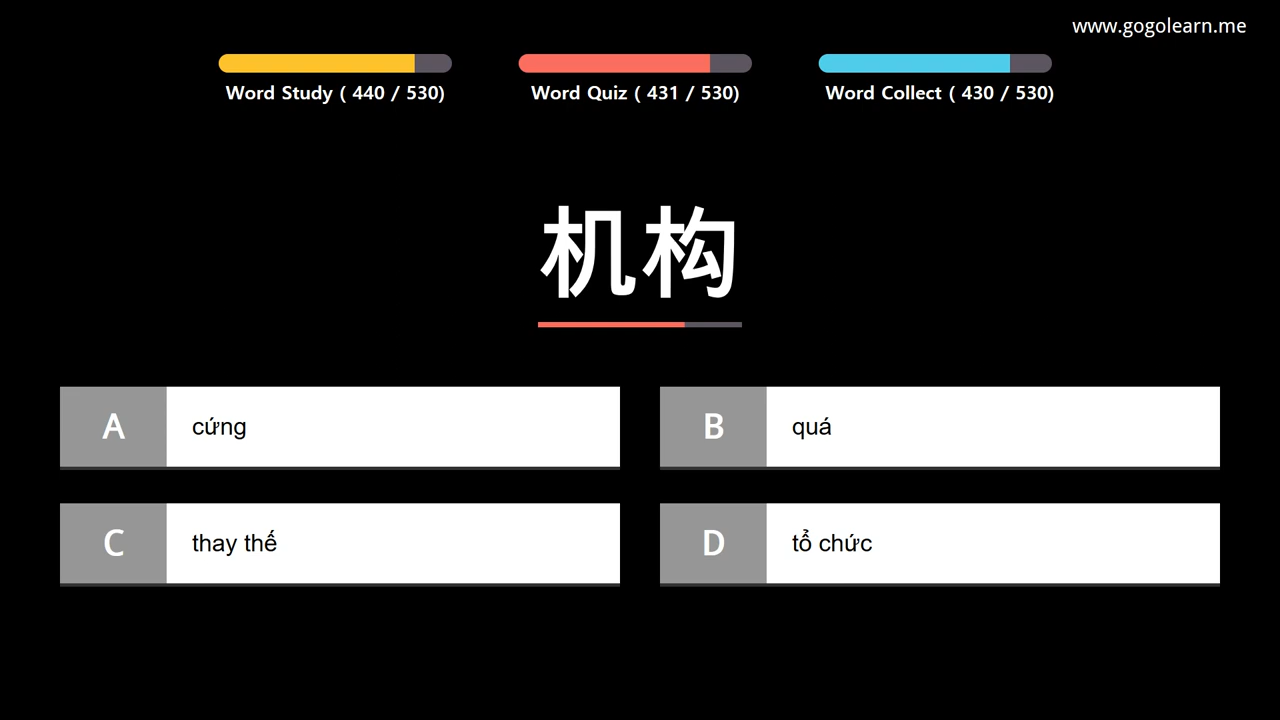 www.gogolearn.me
Word Study ( 440 / 530)
Word Quiz ( 431 / 530)
Word Collect ( 430 / 530)
机构
A
cứng
B
quá
C
thay thế
D
tổ chức